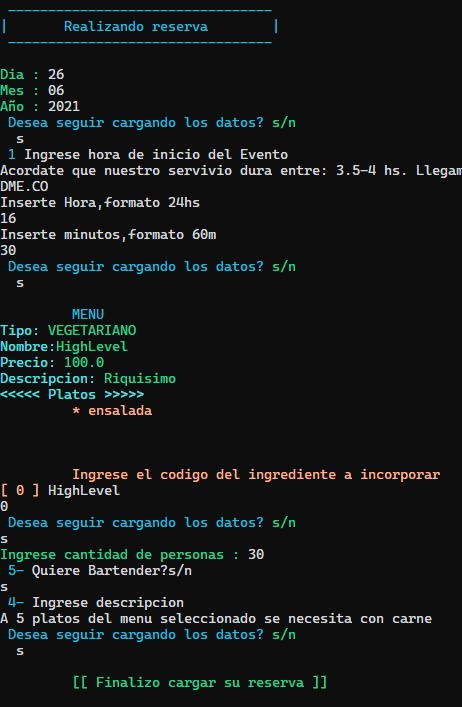 --------------------------------
|       Realizando reserva        |
--------------------------------
Dia : 26
Mes : 06
Año : 2021
Desea seguir cargando los datos? s/n
s
1 Ingrese hora de inicio del Evento
Acordate que nuestro servivio dura entre: 3.5-4 hs. Llegam
DME.CO
Inserte Hora,formato 24hs
16
Inserte minutos,formato 60m
30
Desea seguir cargando los datos? s/n
s
MENU
Tipo: VEGETARIANO
Nombre:HighLevel
Precio: 100.0
Descripcion: Riquisimo
<<<<< Platos >>>>>
* ensalada
Ingrese el codigo del ingrediente a incorporar
[ 0 ] HighLevel
0
Desea seguir cargando los datos? s/n
s
Ingrese cantidad de personas : 30
5- Quiere Bartender?s/n
s
4- Ingrese descripcion
A 5 platos del menu seleccionado se necesita con carne
Desea seguir cargando los datos? s/n
s
[[ Finalizo cargar su reserva ]]